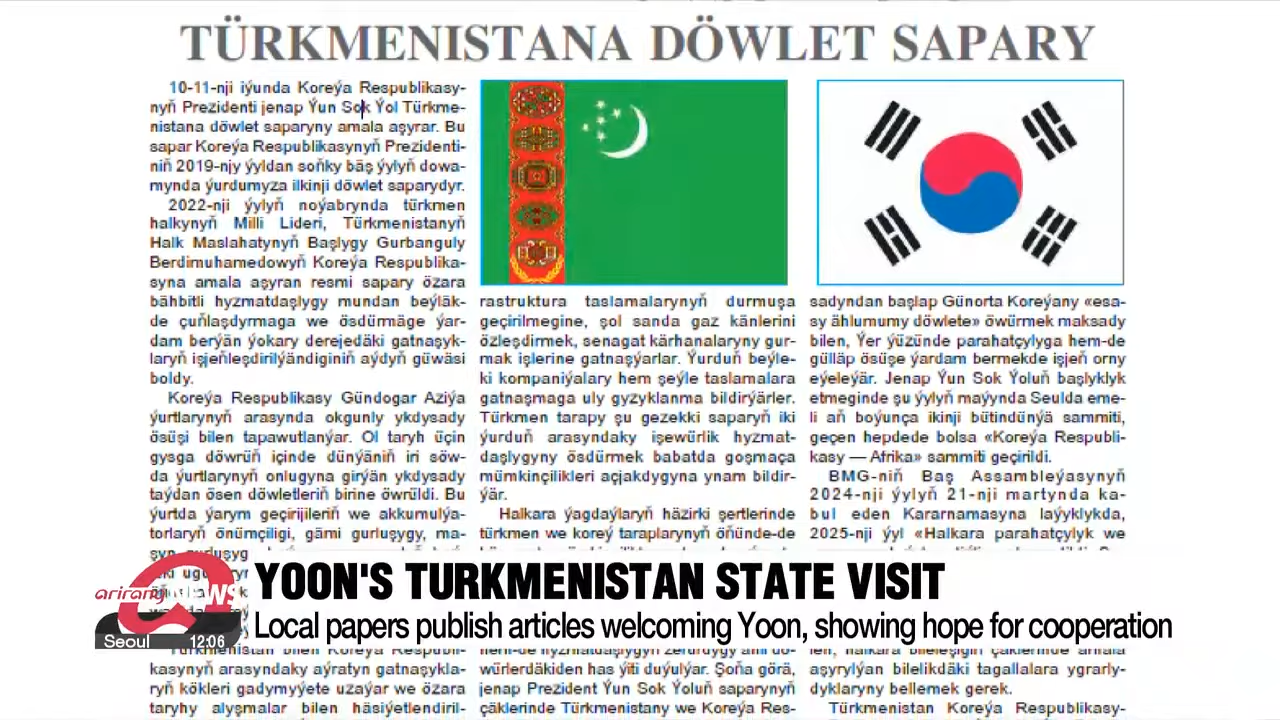 TÜRKMENISTANA DÖWLET SAPARY
10-11-nji iýunda Koreýa Respublikasy-
nyň Prezidenti jenap Ýun Sok Ýol Türkme-
nistana döwlet saparyny amala aşyrar. Bu
sapar Koreýa Respublikasynyň Prezidenti-
niň 2019-njy ýyldan soňky bäş ýylyň dowa-
mynda ýurdumyza ilkinji döwlet saparydyr.
2022-nji ýylyň noýabrynda türkmen
halkynyň Milli Lideri, Türkmenistanyň
Halk Maslahatynyň Başlygy Gurbanguly
Berdimuhamedowyň Koreýa Respublika-
syna amala aşyran resmi sapary özara
bähbitli hyzmatdaşlygy mundan beýläk-
de çuňlaşdyrmaga we ösdürmäge ýar-
dam berýän ýokary derejedäki gatnaşyk-
laryň işjeňleşdirilýändiginiň aýdyň güwäsi
boldy.
Koreýa Respublikasy Gündogar Aziýa
ýurtlarynyň arasynda okgunly ykdysady
ösüşi bilen tapawutlanýar. Ol taryh üçin
gysga döwrüň içinde dünýäniň iri söw-
da ýurtlarynyň onlugyna girýän ykdysady
taýdan ösen döwletleriň birine öwrüldi. Bu
ýurtda ýarym geçirijileriň we akkumulýa-
torlaryň önümçiligi, gämi gurluşygy, ma-
Türkmenistan bilen Koreýa Respubli-
kasynyň arasyndaky aýratyn gatnaşykla-
ryň kökleri gadymyýete uzaýar we özara
taryhy alyşmalar bilen häsiýetlendiril-
rastruktura taslamalarynyň durmuşa
geçirilmegine, şol sanda gaz känlerini
özleşdirmek, senagat kärhanalaryny gur-
mak işlerine gatnaşýarlar. Ýurduň beýle-
ki kompaniýalary hem şeýle taslamalara
gatnaşmaga uly gyzyklanma bildirýärler.
Türkmen tarapy şu gezekki saparyň iki
ýurduň arasyndaky işewürlik hyzmat-
daşlygyny ösdürmek babatda goşmaça
mümkinçilikleri açjakdygyna ynam bildir-
ýär.
Halkara ýagdaýlaryň häzirki şertlerinde
türkmen we koreý taraplarynyň öňünde-de
würlerdäkiden has ýiti duýulýar. Şoňa görä,
jenap Prezident Ýun Sok Ýoluň saparynyň
çäklerinde Türkmenistany we Koreýa Res-
sadyndan başlap Günorta Koreýany «esa-
sy ählumumy döwlete» öwürmek maksady
bilen, Ýer ýüzünde parahatçylyga hem-de
gülläp ösüşe ýardam bermekde işjeň orny
eýeleýär. Jenap Ýun Sok Ýoluň başlyklyk
etmeginde şu ýylyň maýynda Seulda eme-
li aň boýunça ikinji bütindünýä sammiti,
geçen hepdede bolsa «Koreýa Respubli-
kasy — Afrika» sammiti geçirildi.
BMG-niň Baş Assambleýasynyň
2024-nji ýylyň 21-nji martynda ka-
bul eden Kararnamasyna laýyklykda,
2025-nji ýyl «Halkara parahatçylyk we
aşyrylýan bilelikdäki tagallalara ygrarly-
dyklaryny bellemek gerek.
Türkmenistan Koreýa Respublikasy-
arirang NEWS
Seoul 12:06
YOON'S TURKMENISTAN STATE VISIT
Local papers publish articles welcoming Yoon, showing hope for cooperation